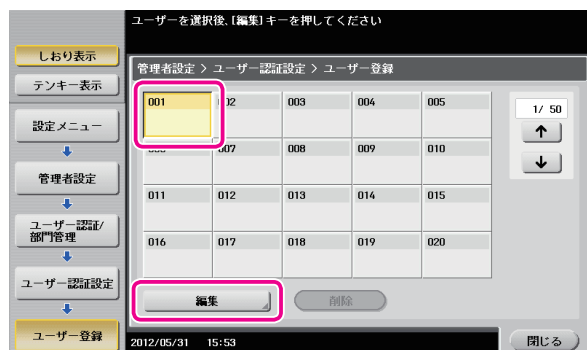 ユーザーを選択後、[編集]キーを押してください
しおり表示
テンキー表示
設定メニュー
管理者設定
ユーザー認証/
部門管理
ユーザー認証設定
ユーザー登録
管理者設定 > ユーザー認証設定 > ユーザー登録
001 002 003 004 005
007 008 009 010
011 012 013 014 015
016 017 018 019 020
1/ 50
↑
↓
編集 削除
2012/05/31 15:53
閉じる